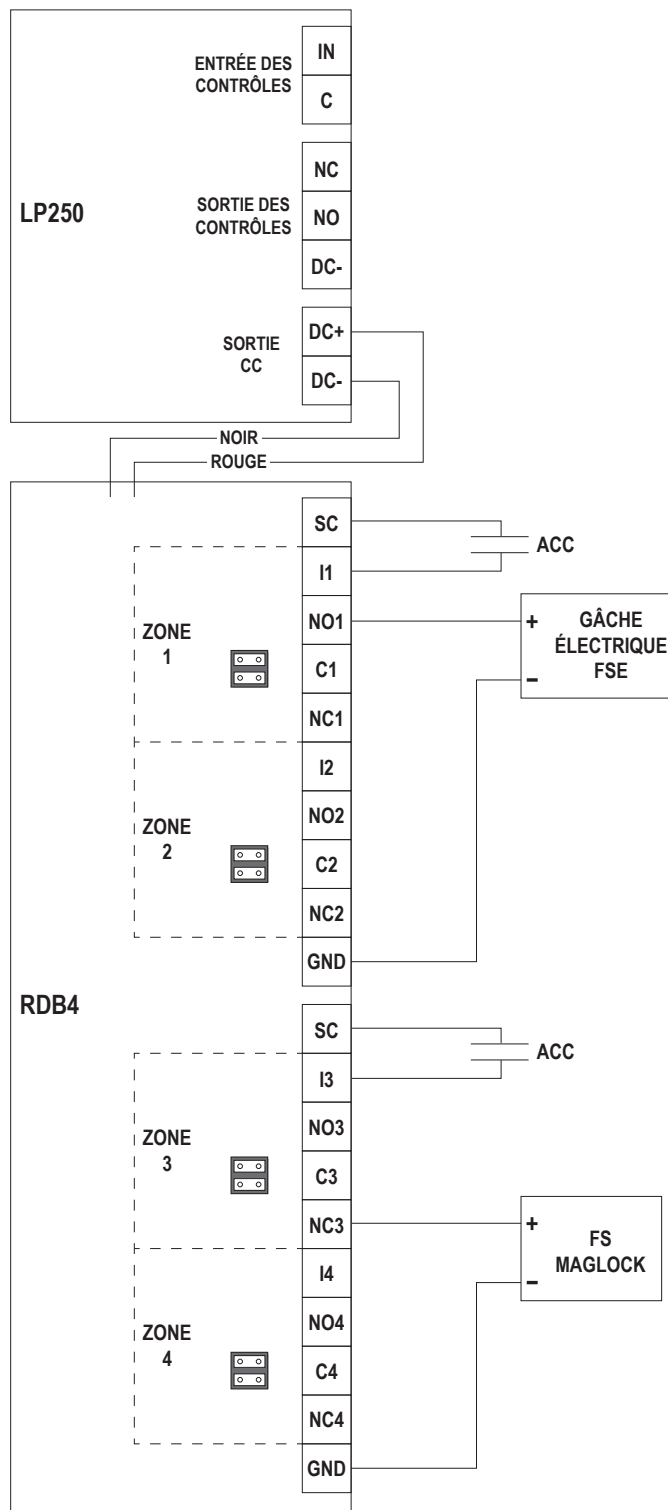 IN
ENTRÉE DES
CONTRÔLES
C
NC
LP250
SORTIE DES
CONTRÔLES
NO
DC-
DC+
SORTIE
CC
DC-
NOIR
ROUGE
SC
ACC
I1
NO1
ZONE
1
+
GÂCHE
ÉLECTRIQUE
FSE
-
C1
NC1
I2
NO2
ZONE
2
C2
NC2
GND
RDB4
SC
ACC
I3
NO3
ZONE
3
C3
NC3
+
FS
MAGLOCK
-
I4
NO4
ZONE
4
C4
NC4
GND